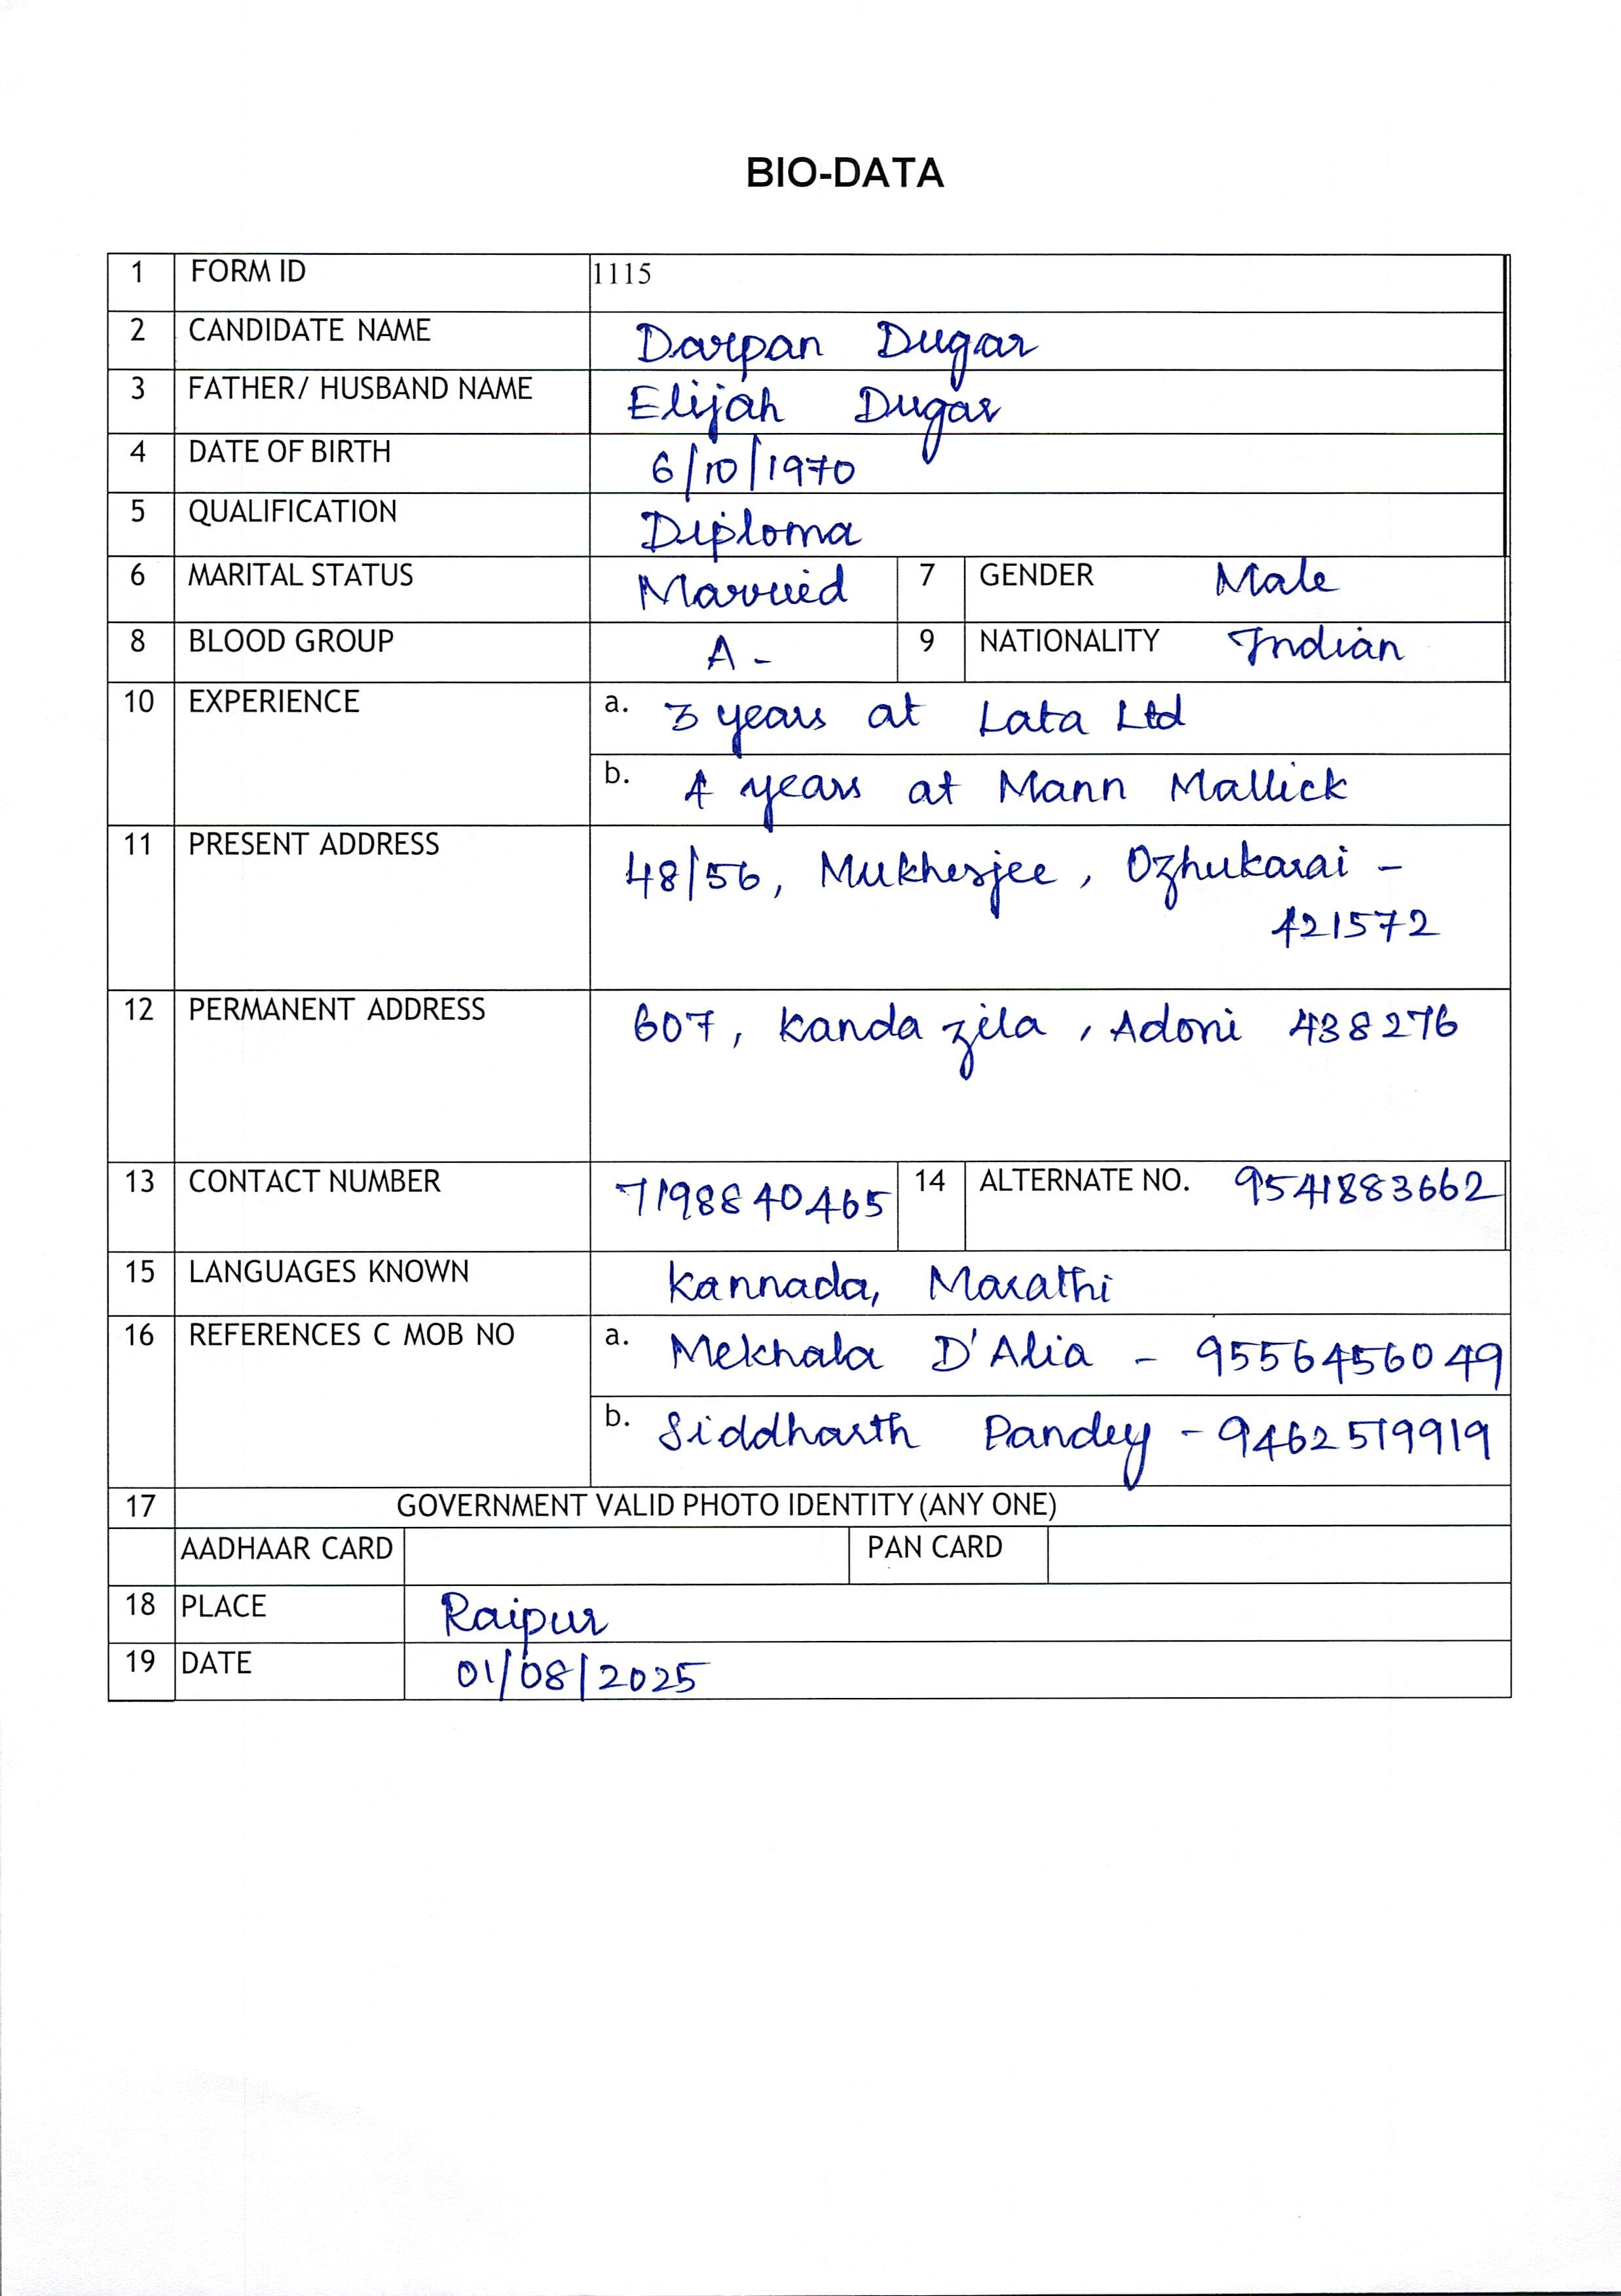 BIO-DATA
1 FORM ID 1115
2 CANDIDATE NAME Darpan Dugar
3 FATHER/ HUSBAND NAME Elijah Dugar
4 DATE OF BIRTH 6/10/1970
5 QUALIFICATION Diploma
6 MARITAL STATUS Married 7 GENDER Male
8 BLOOD GROUP A - 9 NATIONALITY Indian
10 EXPERIENCE a. 3 years at Lata Ltd
b. 4 years at Mann Mallick
11 PRESENT ADDRESS 48/56, Mukherjee, Ozhukarai -
421572
12 PERMANENT ADDRESS 607, Kanda zila, Adoni 438276
13 CONTACT NUMBER 7198840465 14 ALTERNATE NO. 9541883662
15 LANGUAGES KNOWN Kannada, Marathi
16 REFERENCES C MOB NO a. Mekhala D'Alia - 9556456049
b. Siddharth Pandey - 9462519919
17 GOVERNMENT VALID PHOTO IDENTITY (ANY ONE)
AADHAAR CARD PAN CARD
18 PLACE Raipur
19 DATE 01/08/2025